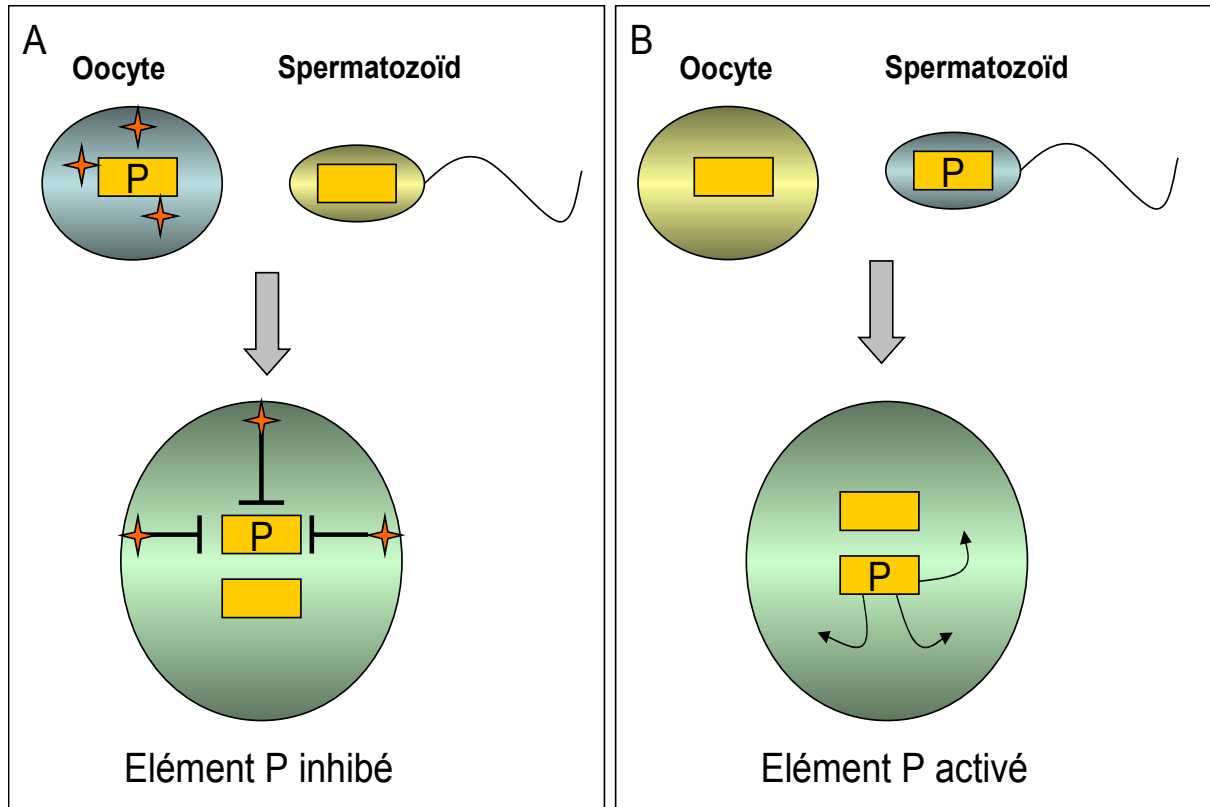 A
Oocyte Spermatozoïd
P
P
Elément P inhibé
B
Oocyte Spermatozoïd
P
P
Elément P activé